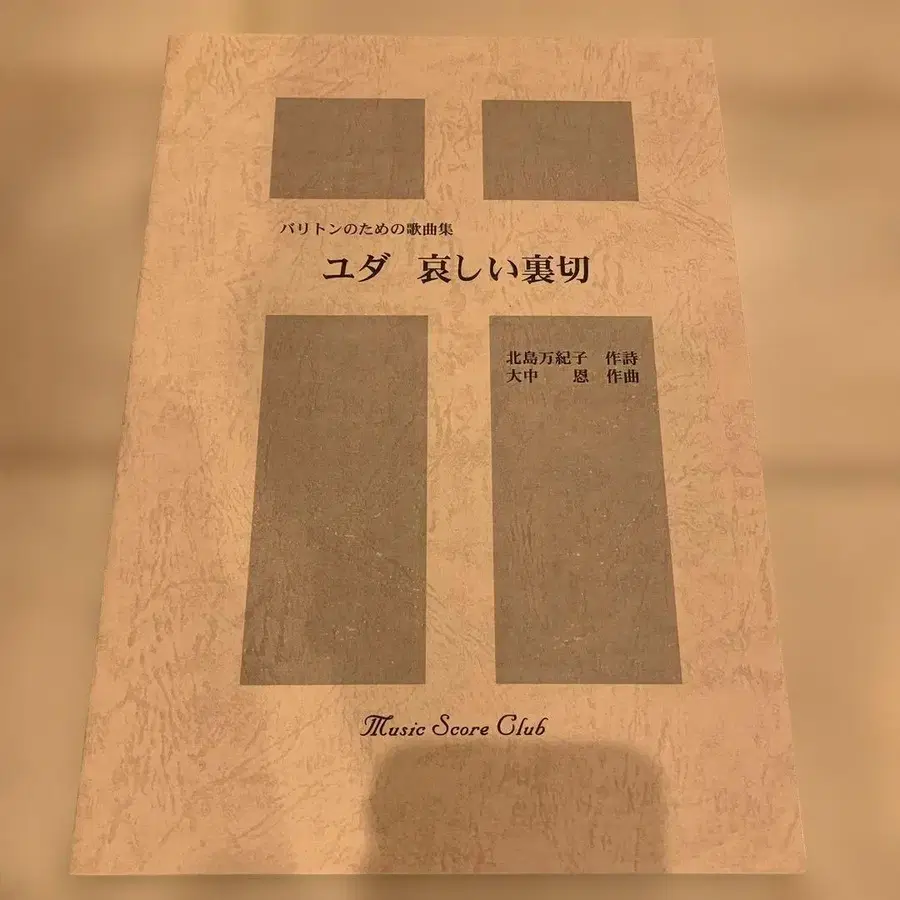 バリトンのための歌曲集
ユダ 哀しい裏切
北島万紀子 作詩
大中 恩 作曲
Music Score Club